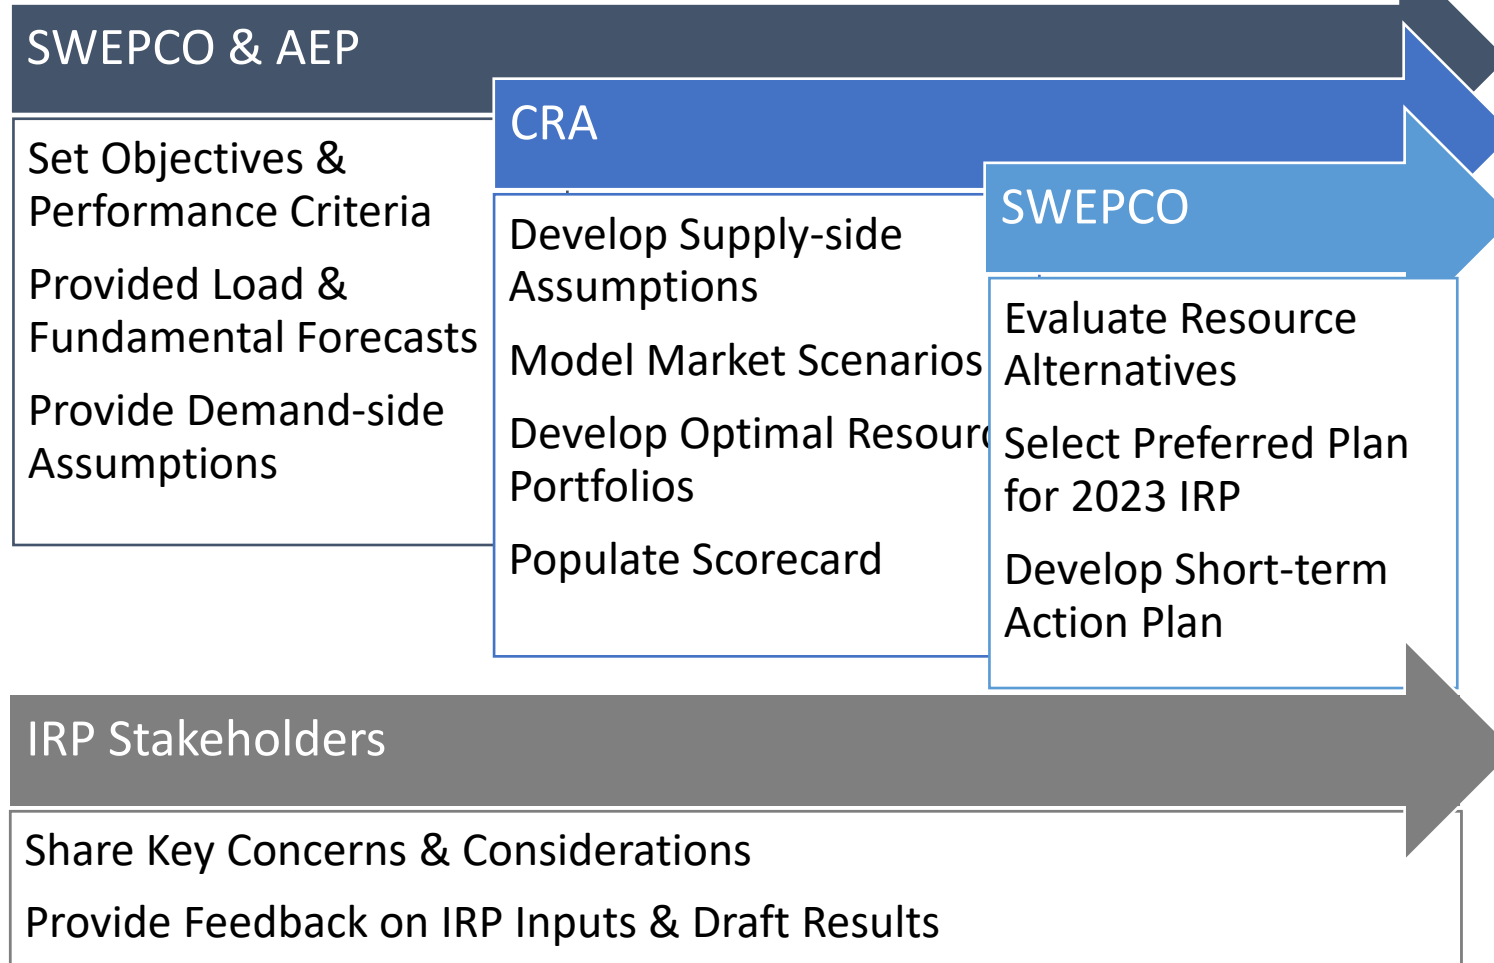 SWEPCO & AEP
Set Objectives &
Performance Criteria
Provided Load &
Fundamental Forecasts
Provide Demand-side
Assumptions
CRA
Develop Supply-side
Assumptions
Model Market Scenarios
Develop Optimal
Portfolios
Populate Scorecard
SWEPCO
Evaluate Resource
Alternatives
Select Preferred Plan
for 2023 IRP
Develop Short-term
Action Plan
IRP Stakeholders
Share Key Concerns & Considerations
Provide Feedback on IRP Inputs & Draft Results